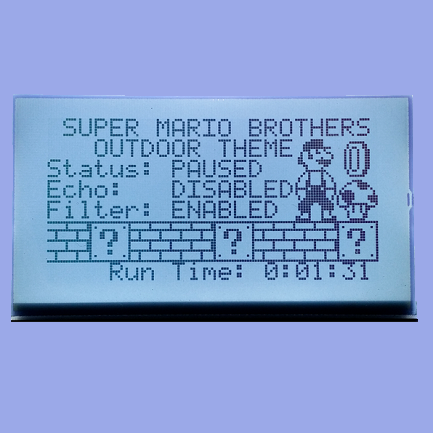 SUPER MARIO BROTHERS
OUTDOOR THEME
Status: PAUSED
Echo: DISABLED
Filter: ENABLED
? ? ?
Run Time: 0:01:31